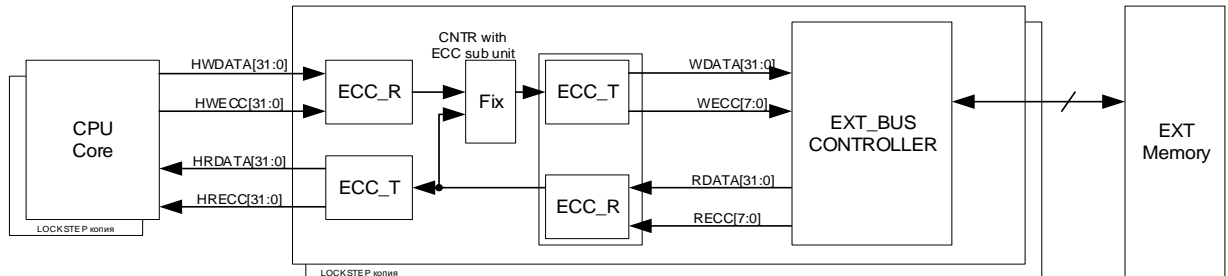 CNTR with
ECC sub unit
HWDATA[31:0]
HWECC[31:0]
HRDATA[31:0]
HRECC[31:0]
CPU
Core
LOCKSTEP копия
ECC_R
ECC_T
Fix
ECC_T
ECC_R
WDATA[31:0]
WECC[7:0]
RDATA[31:0]
RECC[7:0]
EXT_BUS
CONTROLLER
EXT
Memory
LOCKSTEP копия